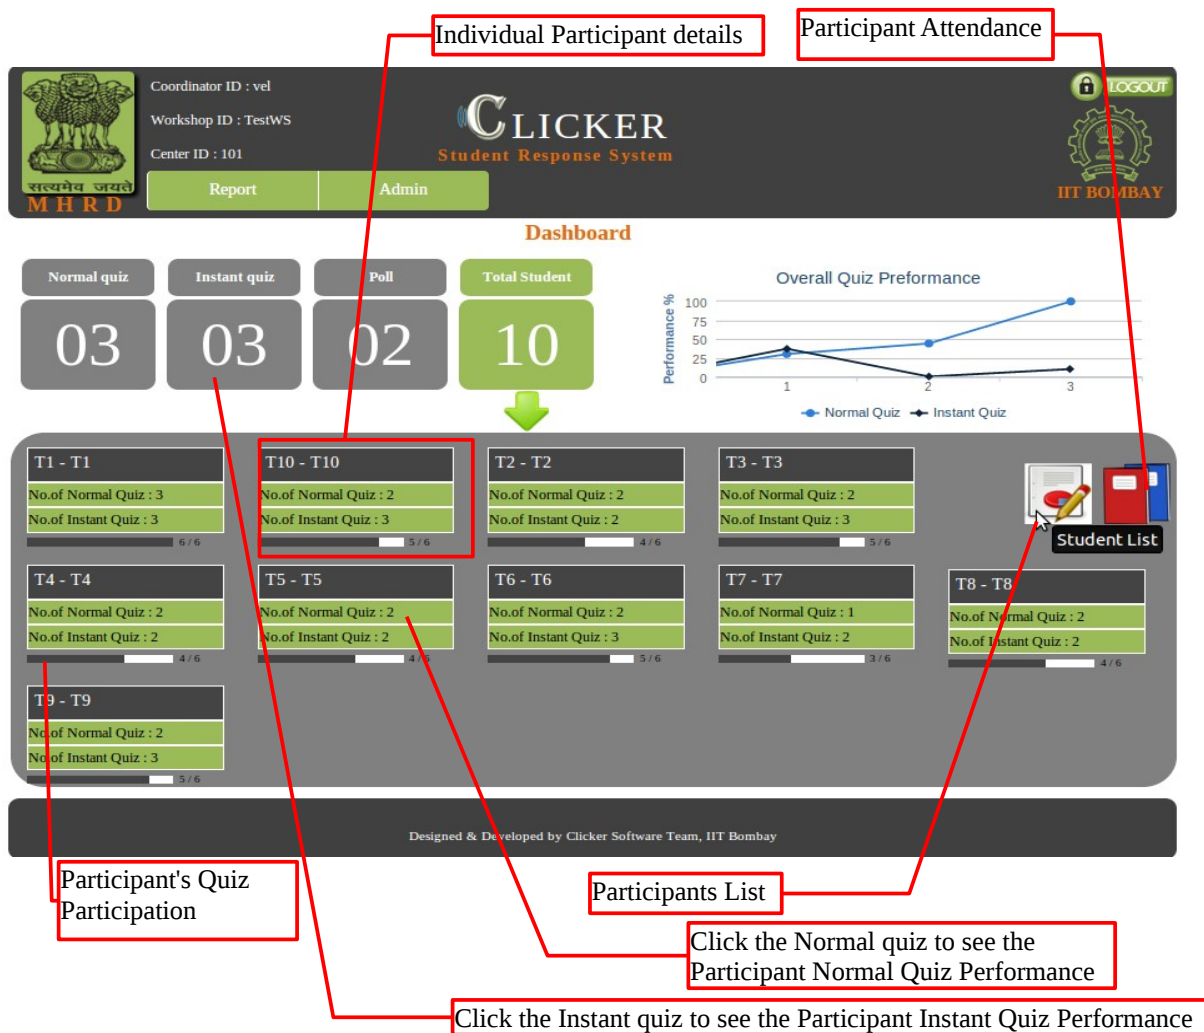 Individual Participant details
Participant Attendance
Coordinator ID : vel
Workshop ID : TestWS
Center ID : 101
Report
Admin
सत्यमेव जयते
M H R D
CLICKER
Student Response System
LOGOUT
IIT BOMBAY
Dashboard
Normal quiz
03
Instant quiz
03
Poll
02
Total Student
10
Overall Quiz Preformance
Performance %
100
75
50
25
0
1
2
3
Normal Quiz
Instant Quiz
T1 - T1
No.of Normal Quiz : 3
No.of Instant Quiz : 3
6 / 6
T10 - T10
No.of Normal Quiz : 2
No.of Instant Quiz : 3
5 / 6
T2 - T2
No.of Normal Quiz : 2
No.of Instant Quiz : 2
4 / 6
T3 - T3
No.of Normal Quiz : 2
No.of Instant Quiz : 3
5 / 6
Student List
T4 - T4
No.of Normal Quiz : 2
No.of Instant Quiz : 2
4 / 6
T5 - T5
No.of Normal Quiz : 2
No.of Instant Quiz : 2
4 / 6
T6 - T6
No.of Normal Quiz : 2
No.of Instant Quiz : 3
5 / 6
T7 - T7
No.of Normal Quiz : 1
No.of Instant Quiz : 2
3 / 6
T8 - T8
No.of Normal Quiz : 2
No.of Instant Quiz : 2
4 / 6
T9 - T9
No.of Normal Quiz : 2
No.of Instant Quiz : 3
5 / 6
Designed & Developed by Clicker Software Team, IIT Bombay
Participant's Quiz
Participation
Participants List
Click the Normal quiz to see the
Participant Normal Quiz Performance
Click the Instant quiz to see the Participant Instant Quiz Performance